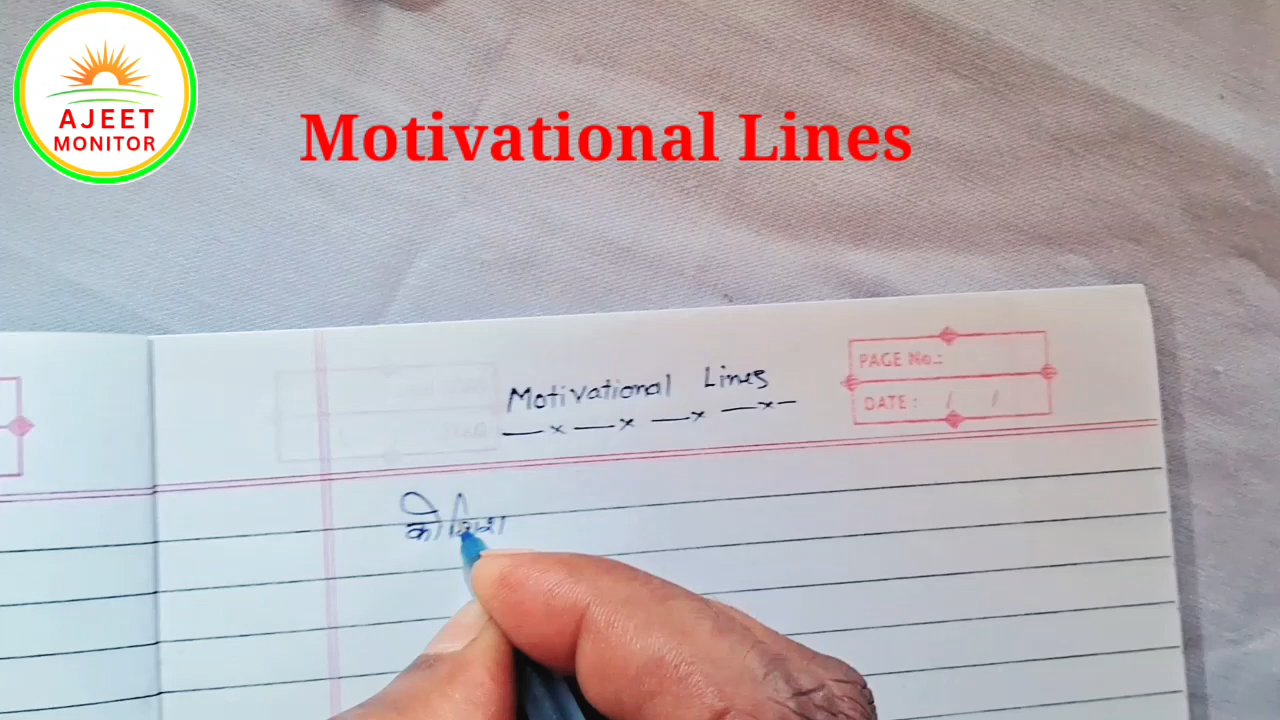 AJEET
MONITOR
Motivational Lines
PAGE No.:
Motivational Lines
DATE : / /